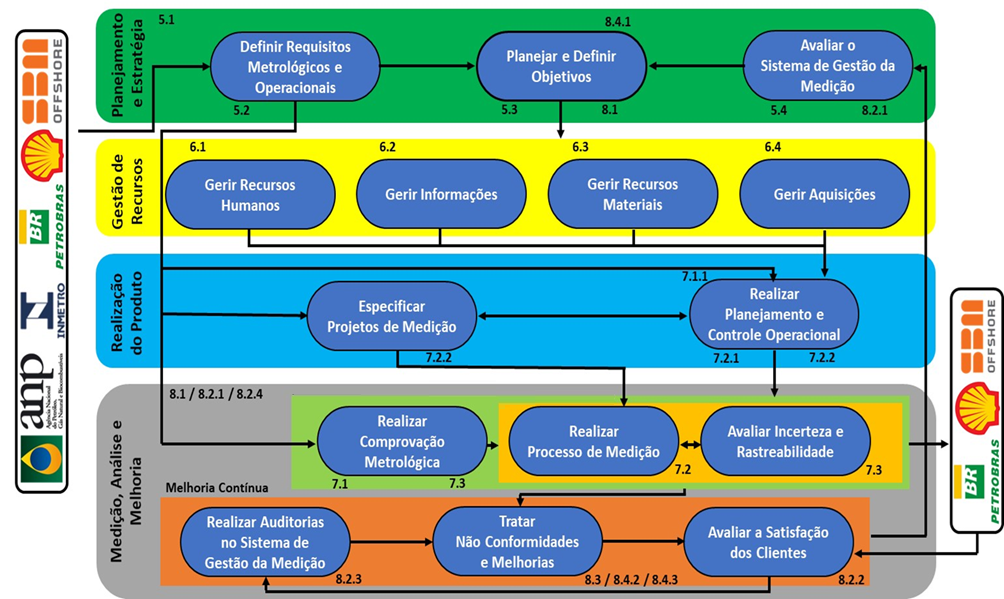 SBM
OFFSHORE
BR
PETROBRAS
INMETRO
anp
Agência Nacional
do Petróleo,
Gás Natural e Biocombustíveis
Planejamento
e Estratégia
5.1
Definir Requisitos
Metrológicos e
Operacionais
5.2
8.4.1
Planejar e Definir
Objetivos
5.3
8.1
Avaliar o
Sistema de Gestão da
Medição
5.4
8.2.1
Gestão de
Recursos
6.1
Gerir Recursos
Humanos
6.2
Gerir Informações
6.3
Gerir Recursos
Materiais
6.4
Gerir Aquisições
Realização
do Produto
Especificar
Projetos de Medição
7.2.2
7.1.1
Realizar
Planejamento e
Controle Operacional
7.2.1
7.2.2
Medição, Análise e
Melhoria
8.1 / 8.2.1 / 8.2.4
Realizar
Comprovação
Metrológica
7.1
7.3
Realizar
Processo de Medição
7.2
Avaliar Incerteza e
Rastreabilidade
7.3
Melhoria Contínua
Realizar Auditorias
no Sistema de
Gestão da Medição
8.2.3
Tratar
Não Conformidades
e Melhorias
8.3 / 8.4.2 / 8.4.3
Avaliar a Satisfação
dos Clientes
8.2.2
SBM
OFFSHORE
BR
PETROBRAS